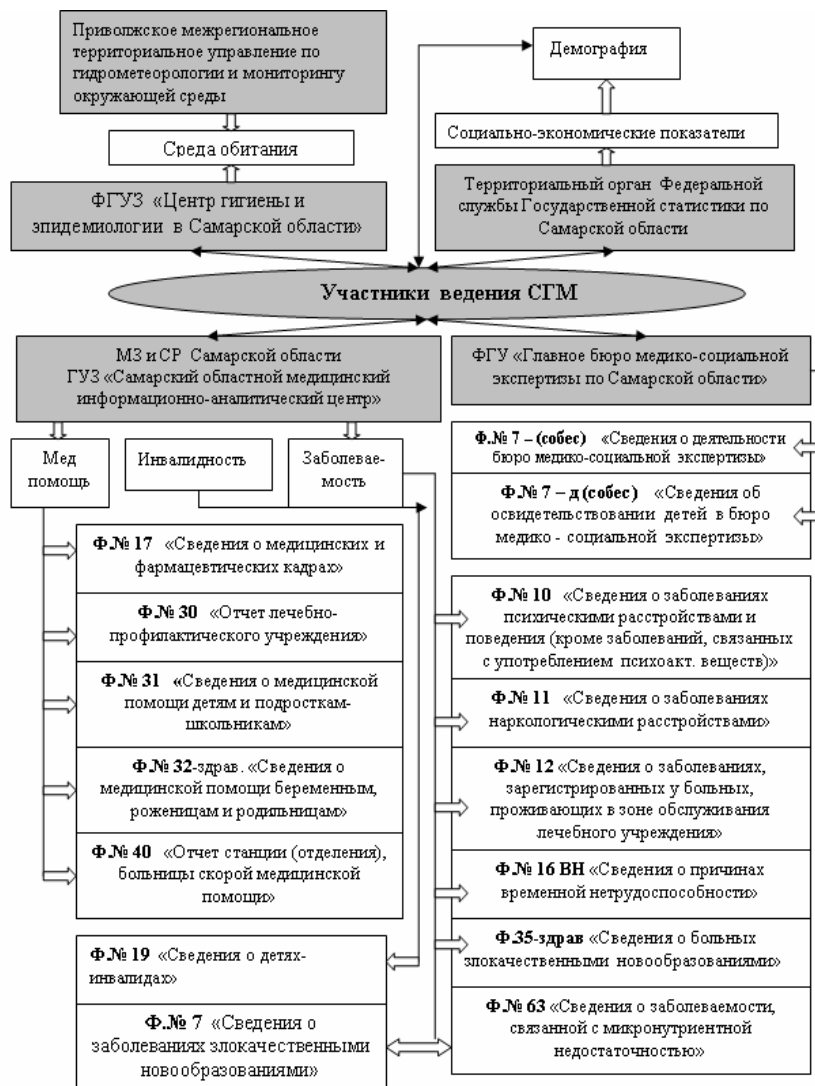 Приволжское межрегиональное
территориальное управление по
гидрометеорологии и мониторингу
окружающей среды
Демография
Среда обитания
Социально-экономические показатели
ФГУЗ «Центр гигиены и
эпидемиологии в Самарской области»
Территориальный орган Федеральной
службы Государственной статистики по
Самарской области
Участники ведения СГМ
МЗ и СР Самарской области
ГУЗ «Самарский областной медицинский
информационно-аналитический центр»
ФГУ «Главное бюро медико-социальной
экспертизы по Самарской области»
Мед
помощь
Инвалидность
Заболевае-
мость
Ф.№ 7 – (собес) «Сведения о деятельности
бюро медико-социальной экспертизы»
Ф.№ 7 – д (собес) «Сведения об
освидетельствовании детей в бюро
медико - социальной экспертизы»
Ф.№ 17 «Сведения о медицинских и
фармацевтических кадрах»
Ф.№ 30 «Отчет лечебно-
профилактического учреждения»
Ф.№ 31 «Сведения о медицинской
помощи детям и подросткам-
школьникам»
Ф.№ 32-здрав. «Сведения о
медицинской помощи беременным,
роженицам и родильницам»
Ф.№ 40 «Отчет станции (отделения),
больницы скорой медицинской
помощи»
Ф.№ 10 «Сведения о заболеваниях
психическими расстройствами и
поведения (кроме заболеваний, связанных
с употреблением психоакт. веществ)»
Ф.№ 11 «Сведения о заболеваниях
наркологическими расстройствами»
Ф.№ 12 «Сведения о заболеваниях,
зарегистрированных у больных,
проживающих в зоне обслуживания
лечебного учреждения»
Ф.№ 16 ВН «Сведения о причинах
временной нетрудоспособности»
Ф.35-здрав «Сведения о больных
злокачественными новообразованиями»
Ф.№ 63 «Сведения о заболеваемости,
связанной с микронутриентной
недостаточностью»
Ф.№ 19 «Сведения о детях-
инвалидах»
Ф.№ 7 «Сведения о
заболеваниях злокачественными
новообразованиями»